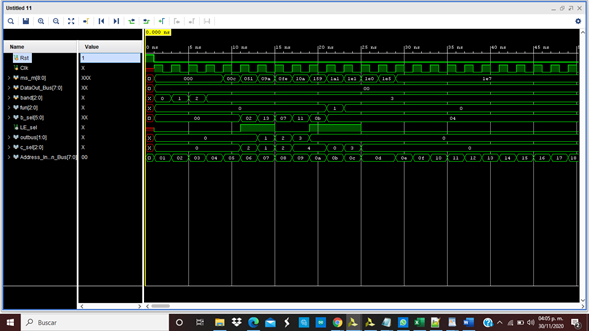 Untitled 11
0.000 ns
Name Value
0 ns 5 ns 10 ns 15 ns 20 ns 25 ns 30 ns 35 ns 40 ns 45 ns 50
Rst 1
Clk X
ms_m[8:0] XXX 000 00c 051 09a 0fe 10a 159 1a1 1e1 1e0 1e5 1e7
DataOut_Bus[7:0] XX 00
band[2:0] X 0 1 2 3
fun[2:0] X 0 1 0
b_sel[5:0] XX 00 02 13 07 11 0b 04
LE_sel X
outbus[1:0] X 0 1 2 3 0
c_sel[2:0] X 0 2 1 2 4 0 3 0
Address_In...n_Bus[7:0] 00 01 02 03 04 05 06 07 08 09 0a 0b 0c 0d 0e 0f 10 11 12 13 14 15 16 17 18
Buscar
04:05 p. m.
30/11/2020